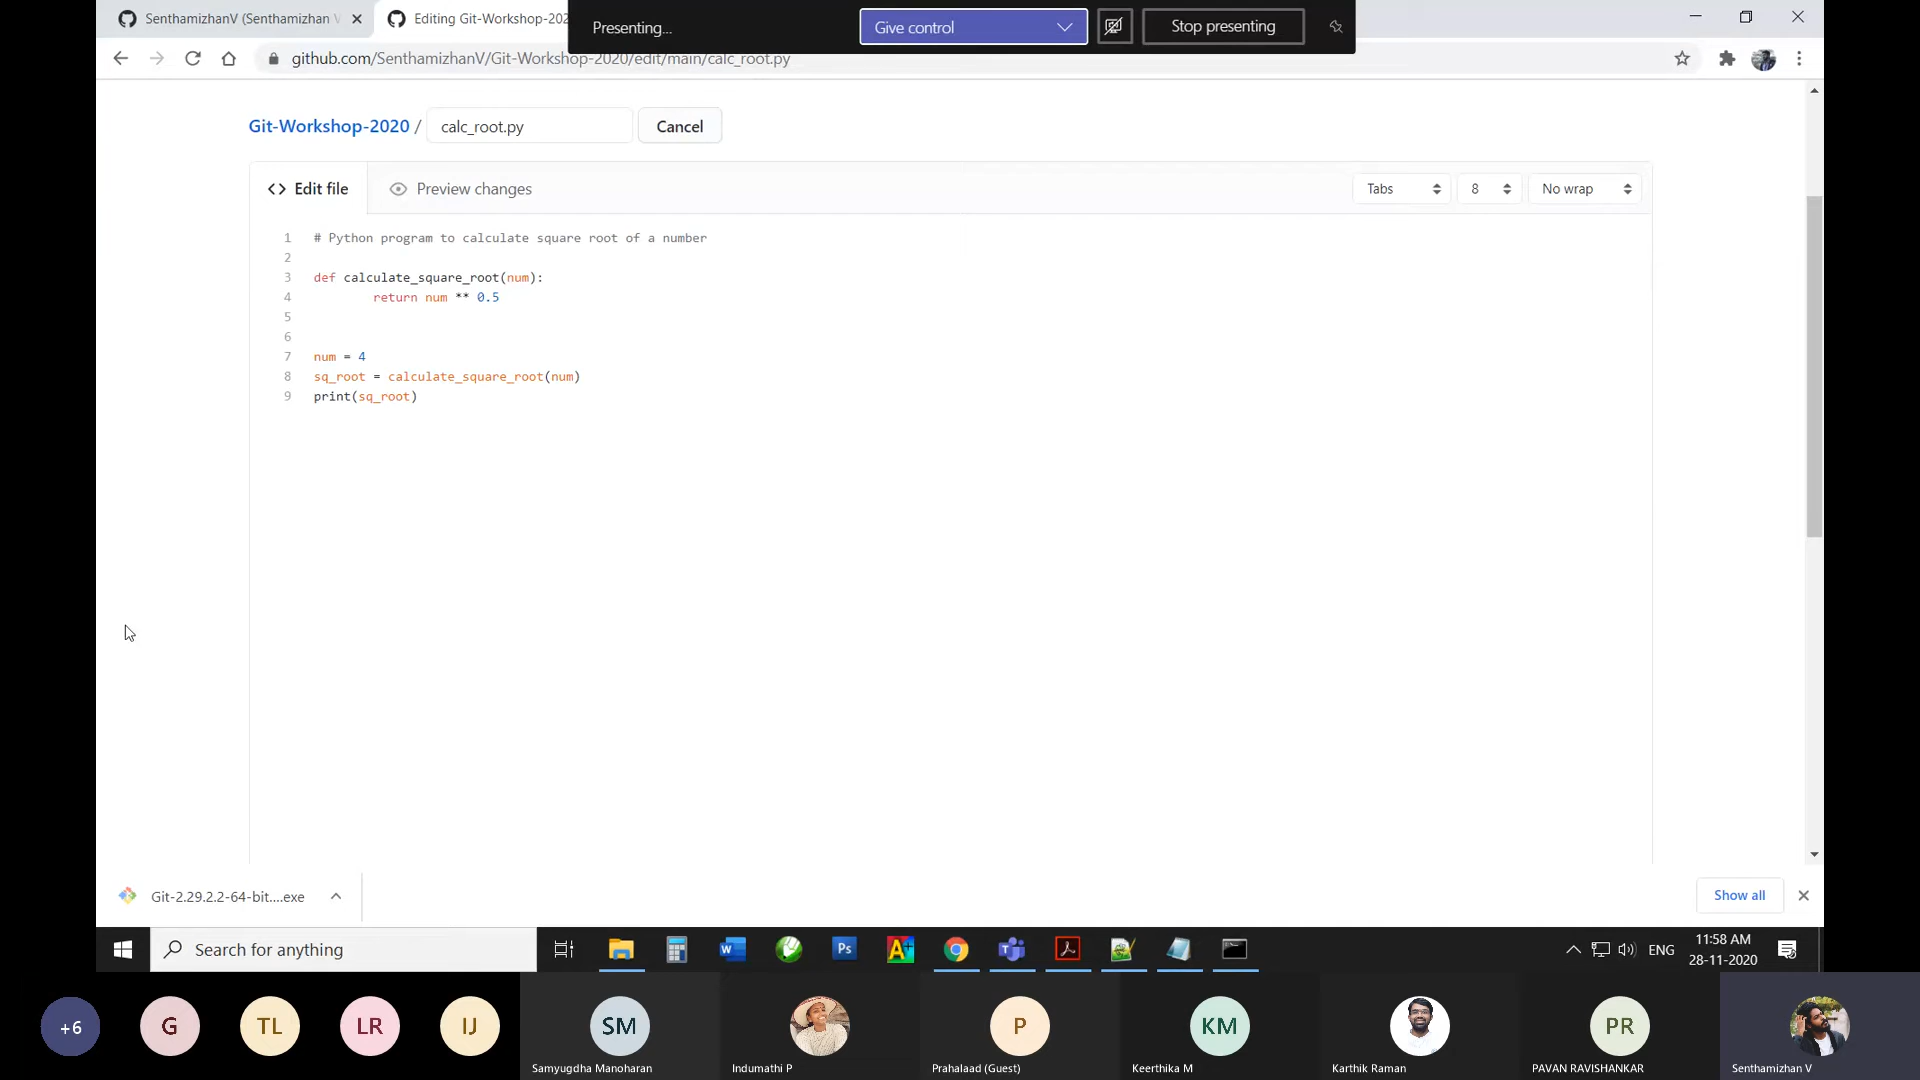 SenthamizhanV (Senthamizhan V
Editing Git-Workshop-202
Presenting...
Give control
Stop presenting
github.com/SenthamizhanV/Git-Workshop-2020/edit/main/calc_root.py
Git-Workshop-2020 / calc_root.py Cancel
Edit file Preview changes Tabs 8 No wrap
1 # Python program to calculate square root of a number
2
3 def calculate_square_root(num):
4 return num ** 0.5
5
6
7 num = 4
8 sq_root = calculate_square_root(num)
9 print(sq_root)
Git-2.29.2.2-64-bit....exe Show all
Search for anything
W Ps ENG
11:58 AM
28-11-2020
+6 G TL LR IJ SM P KM PR
Samyugdha Manoharan Indumathi P Prahalaad (Guest) Keerthika M Karthik Raman PAVAN RAVISHANKAR Senthamizhan V